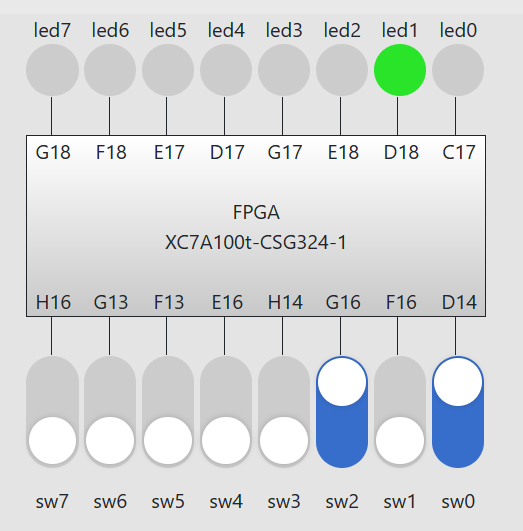 led7 led6 led5 led4 led3 led2 led1 led0
G18 F18 E17 D17 G17 E18 D18 C17
FPGA
XC7A100t-CSG324-1
H16 G13 F13 E16 H14 G16 F16 D14
sw7 sw6 sw5 sw4 sw3 sw2 sw1 sw0